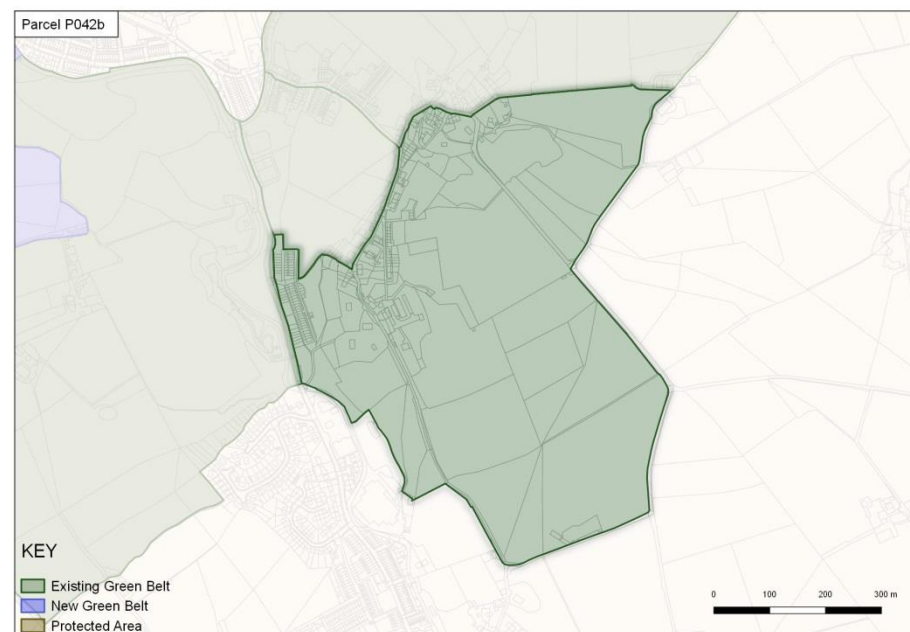 Parcel P042b
KEY
Existing Green Belt
New Green Belt
Protected Area
0 100 200 300 m